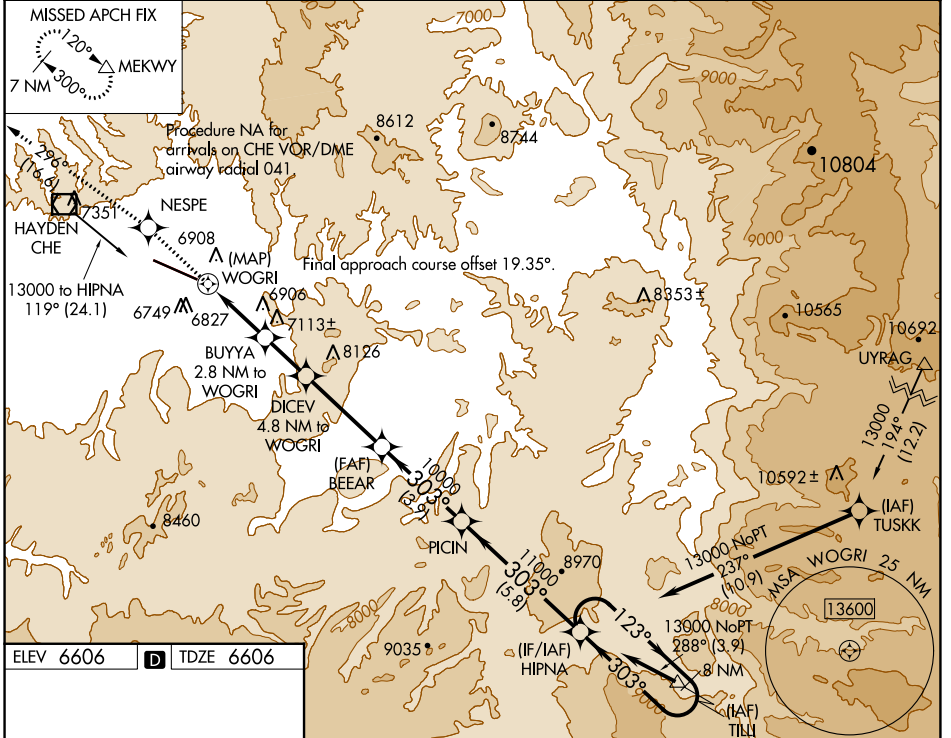 MISSED APCH FIX
120°
MEKWY
300°
7 NM
7000
9000
8612
8744
10804
Procedure NA for
arrivals on CHE VOR/DME
airway radial 041.
296°
(16.6)
7351
HAYDEN
CHE
NESPE
6908
(MAP)
WOGRI
Final approach course offset 19.35°.
9000
13000 to HIPNA
119° (24.1)
6749
6827
6906
7113±
8353±
10565
10692
UYRAG
BUYYA
2.8 NM to
WOGRI
8126
DICEV
4.8 NM to
WOGRI
13000
194°
(12.2)
(FAF)
BEEAR
10000
303°
(3.9)
10592±
(IAF)
TUSKK
8460
PICIN
13000 NoPT
237°
(10.9)
11000
303°
(5.8)
8970
MSA WOGRI 25 NM
13600
8000
8000
123°
13000 NoPT
288° (3.9)
8 NM
9035
(IF/IAF)
HIPNA
303°
(IAF)
TILLI
ELEV 6606
D
TDZE 6606